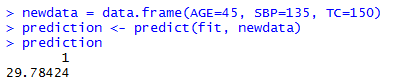 > newdata = data.frame(AGE=45, SBP=135, TC=150)
> prediction <- predict(fit, newdata)
> prediction
1
29.78424